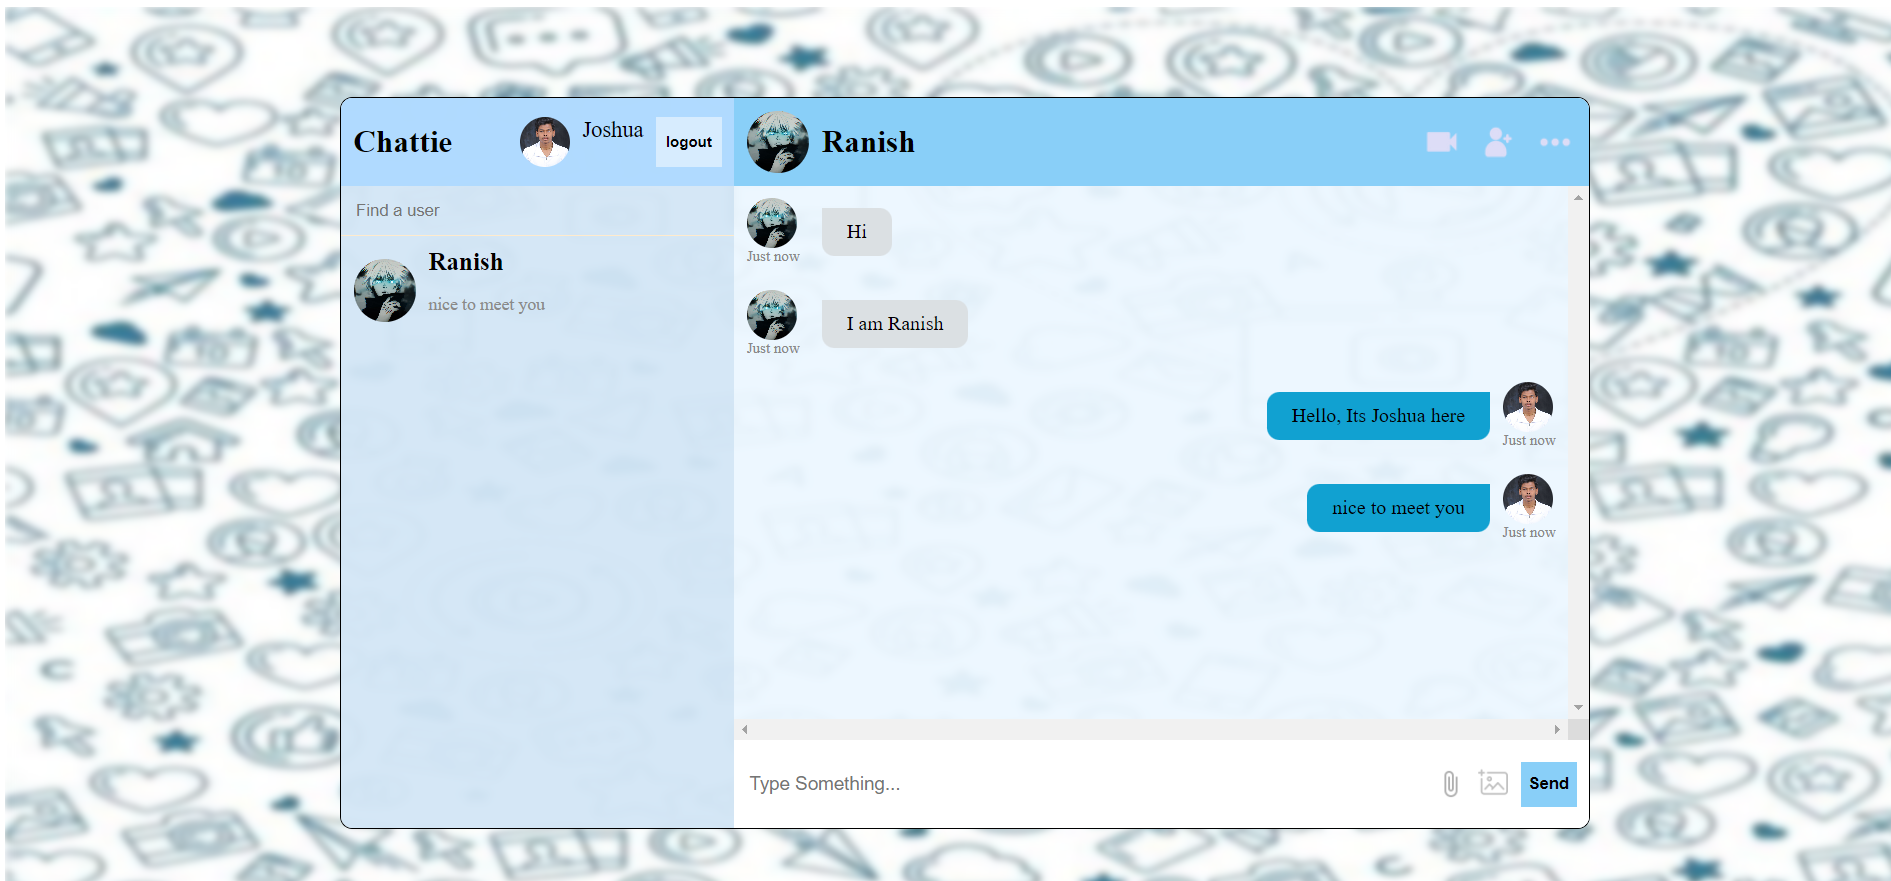 Chattie
Joshua
logout
Ranish
Find a user
Ranish
nice to meet you
Hi
Just now
I am Ranish
Just now
Hello, Its Joshua here
Just now
nice to meet you
Just now
Type Something...
Send